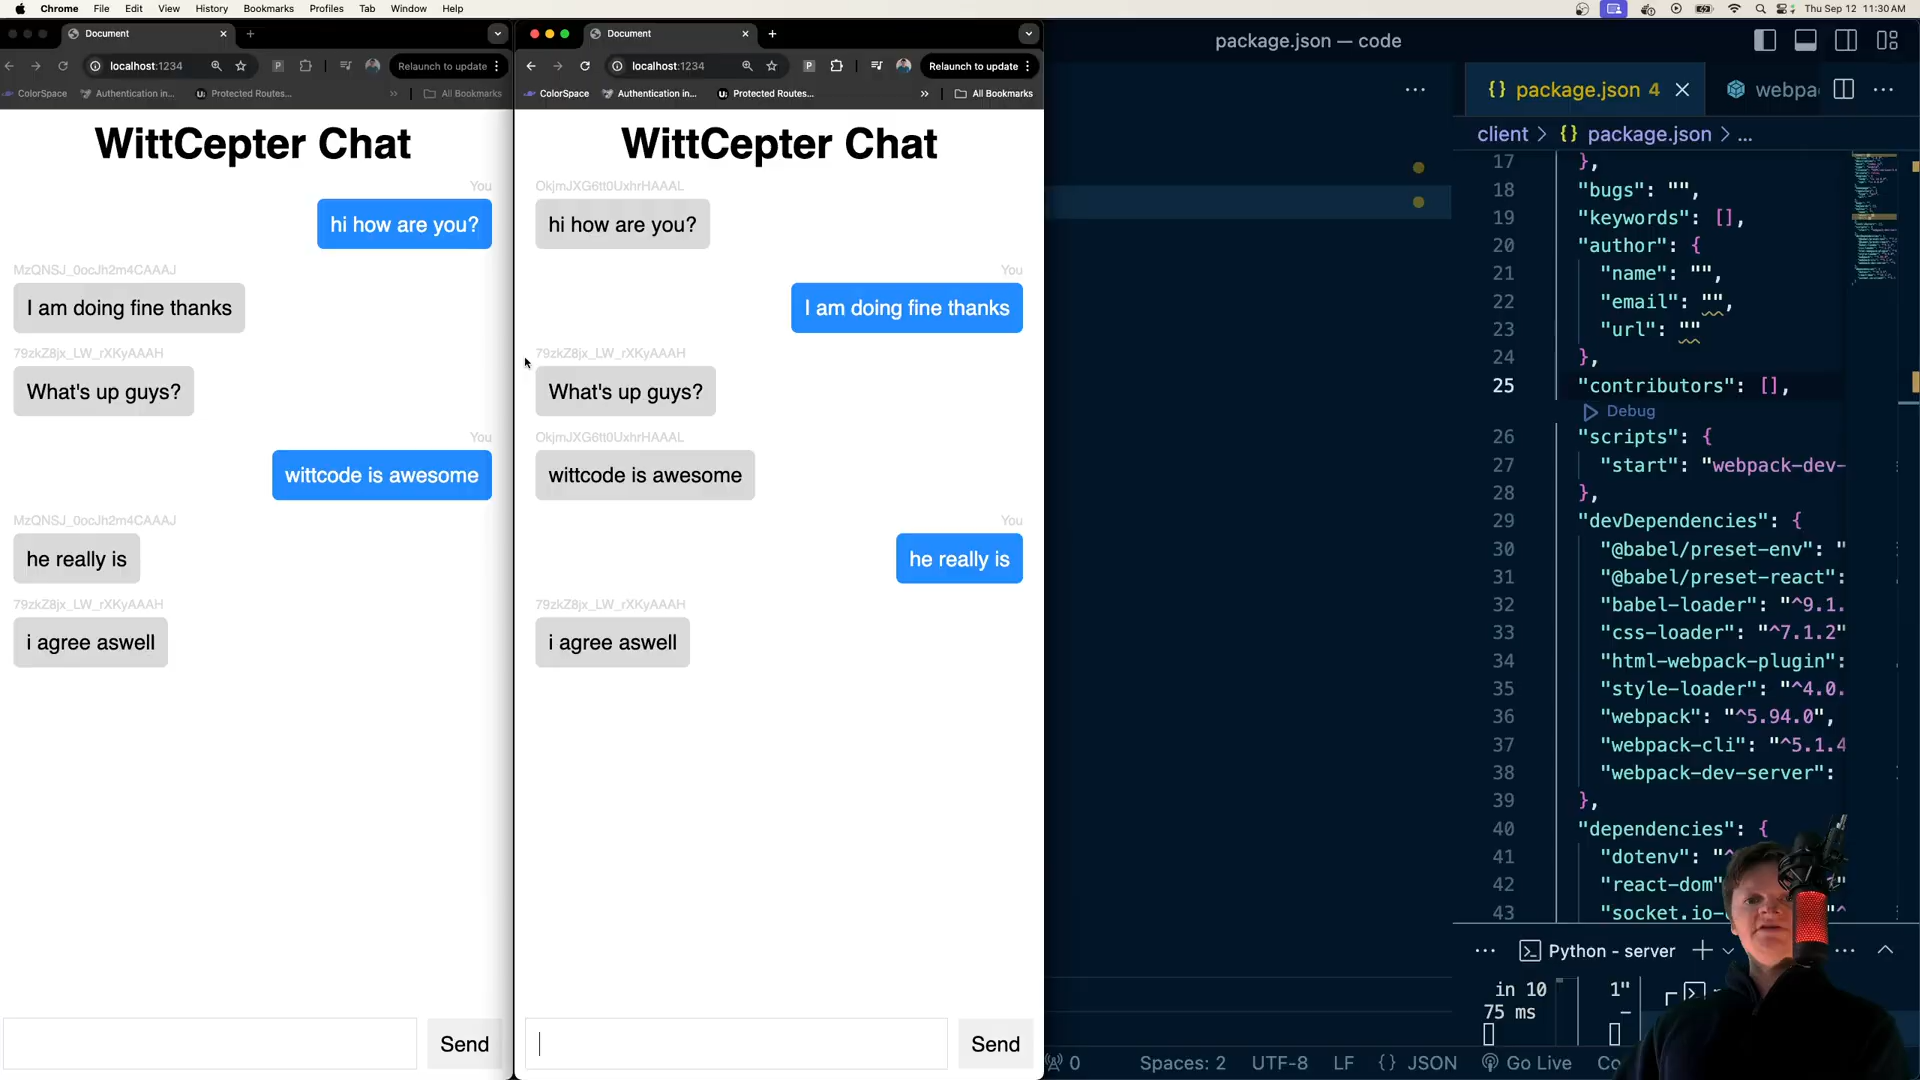 Chrome File Edit View History Bookmarks Profiles Tab Window Help
Thu Sep 12 11:30 AM
Document
localhost:1234
Relaunch to update
ColorSpace Authentication in... Protected Routes... » All Bookmarks
WittCepter Chat
You
hi how are you?
MzQNSJ_0ocJh2m4CAAAJ
I am doing fine thanks
79zkZ8jx_LW_rXKyAAAH
What's up guys?
You
wittcode is awesome
MzQNSJ_0ocJh2m4CAAAJ
he really is
79zkZ8jx_LW_rXKyAAAH
i agree aswell
Send
Document
localhost:1234
Relaunch to update
ColorSpace Authentication in... Protected Routes... » All Bookmarks
WittCepter Chat
OkjmJXG6tt0UxhrHAAAL
hi how are you?
You
I am doing fine thanks
79zkZ8jx_LW_rXKyAAAH
What's up guys?
OkjmJXG6tt0UxhrHAAAL
wittcode is awesome
You
he really is
79zkZ8jx_LW_rXKyAAAH
i agree aswell
Send
package.json — code
{} package.json 4
webpa
client > {} package.json > ...
17 },
18 "bugs": "",
19 "keywords": [],
20 "author": {
21 "name": "",
22 "email": "",
23 "url": ""
24 },
25 "contributors": [],
Debug
26 "scripts": {
27 "start": "webpack-dev-
28 },
29 "devDependencies": {
30 "@babel/preset-env": "
31 "@babel/preset-react":
32 "babel-loader": "^9.1.
33 "css-loader": "^7.1.2"
34 "html-webpack-plugin":
35 "style-loader": "^4.0.
36 "webpack": "^5.94.0",
37 "webpack-cli": "^5.1.4
38 "webpack-dev-server":
39 },
40 "dependencies": {
41 "dotenv": "^
42 "react-dom"
43 "socket.io-
Python - server
in 10
75 ms
1"
0 Spaces: 2 UTF-8 LF {} JSON Go Live Co